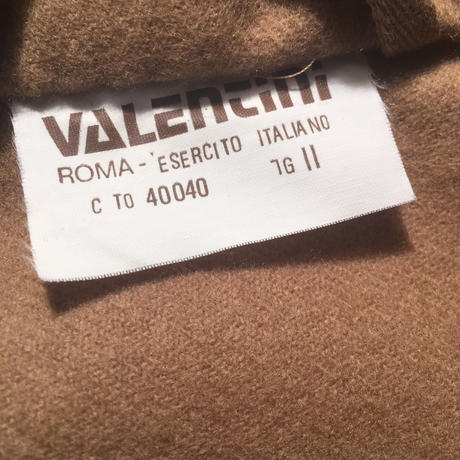 VALENTINI
ROMA - ESERCITO ITALIANO
C TO 40040 TG II